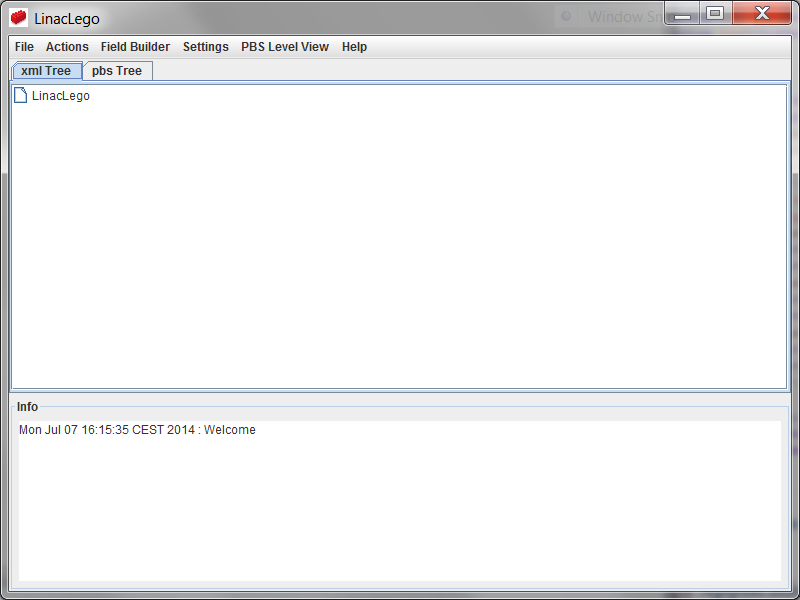 LinacLego
Window Sn
File Actions Field Builder Settings PBS Level View Help
xml Tree pbs Tree
LinacLego
Info
Mon Jul 07 16:15:35 CEST 2014 : Welcome